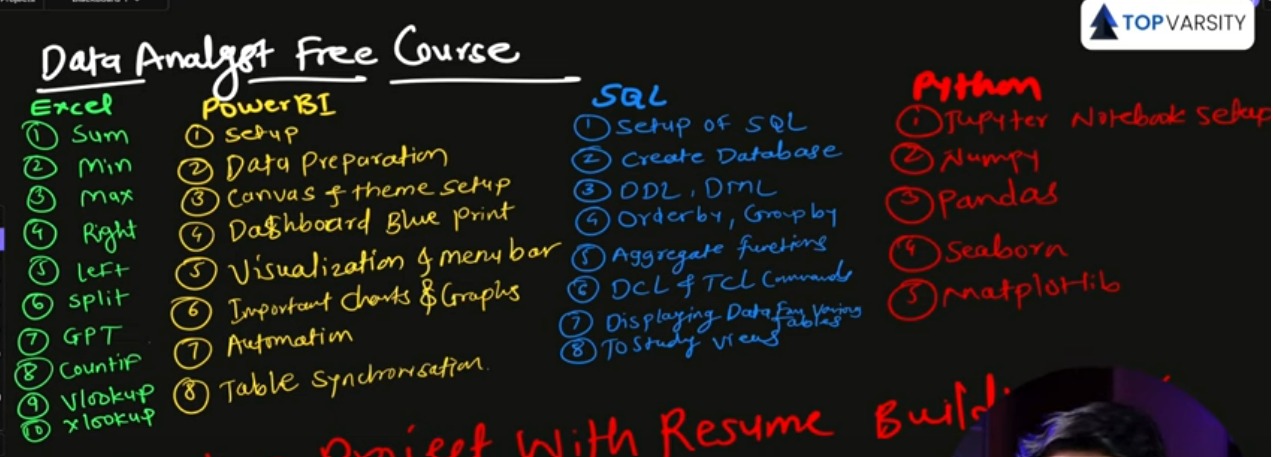 TOPVARSITY
Data Analyst Free Course
Excel
① Sum
② Min
③ Max
④ Right
⑤ left
⑥ split
⑦ GPT
⑧ Countif
⑨ Vlookup
⑩ xlookup
PowerBI
① Setup
② Data Preparation
③ Canvas & theme setup
④ Dashboard Blue Print
⑤ Visualization & menu bar
⑥ Important Charts & Graphs
⑦ Automation
⑧ Table Synchronisation.
SQL
① Setup of SQL
② Create Database
③ DDL, DML
④ Orderby, Groupby
⑤ Aggregate functions
⑥ DCL & TCL Commands
⑦ Displaying Data
Tables
⑧ To Study views
Python
① Jupyter Notebook Setup
② Numpy
③ Pandas
④ Seaborn
⑤ matplotlib
Project With Resume